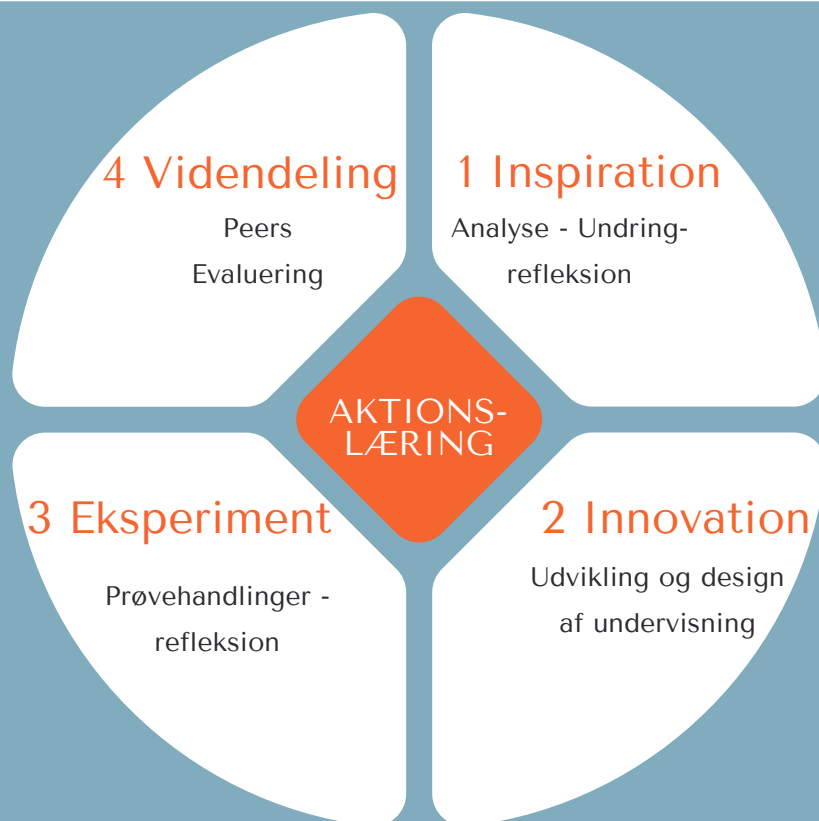 4 Videndeling
Peers
Evaluering
1 Inspiration
Analyse - Undring-
refleksion
AKTIONS-
LÆRING
3 Eksperiment
Prøvehandlinger -
refleksion
2 Innovation
Udvikling og design
af undervisning